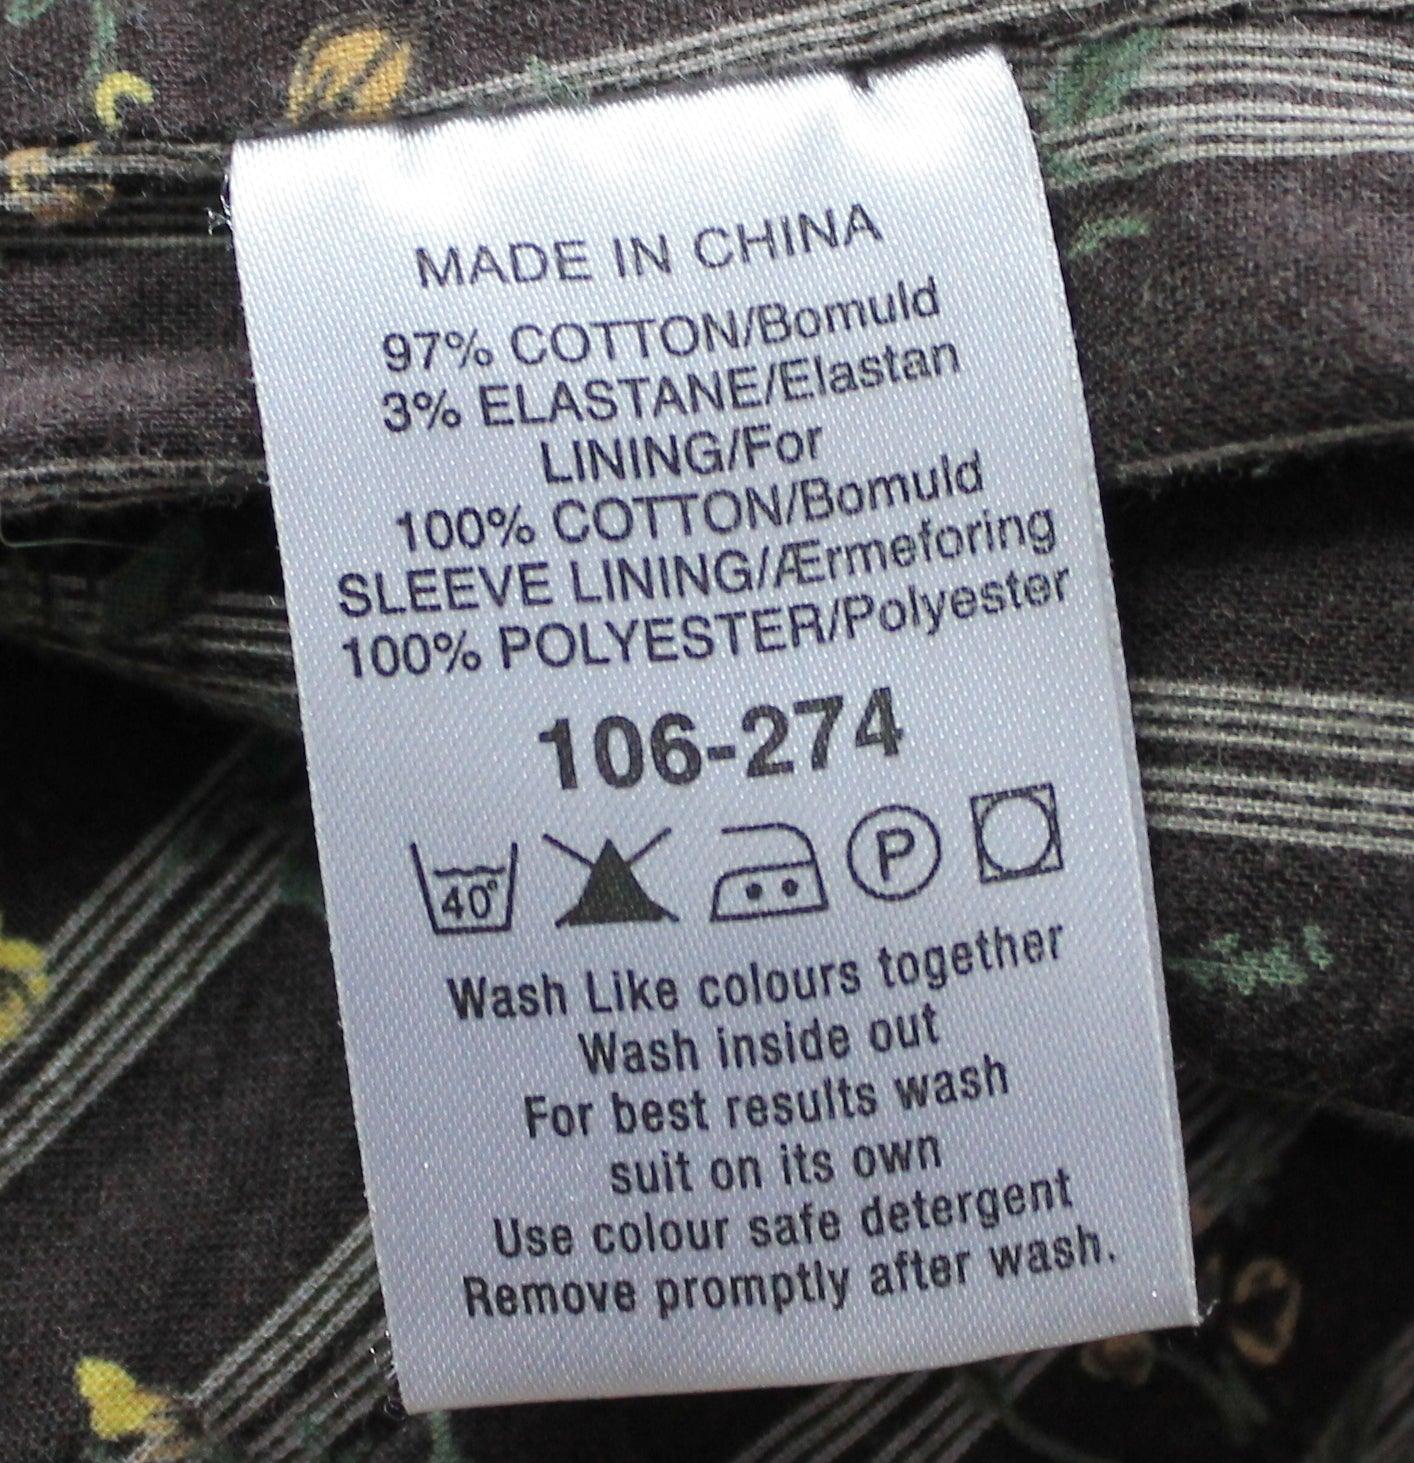 MADE IN CHINA
97% COTTON/Bomuld
3% ELASTANE/Elastan
LINING/For
100% COTTON/Bomuld
SLEEVE LINING/Ærmeforing
100% POLYESTER/Polyester
106-274
40° P
Wash Like colours together
Wash inside out
For best results wash
suit on its own
Use colour safe detergent
Remove promptly after wash.